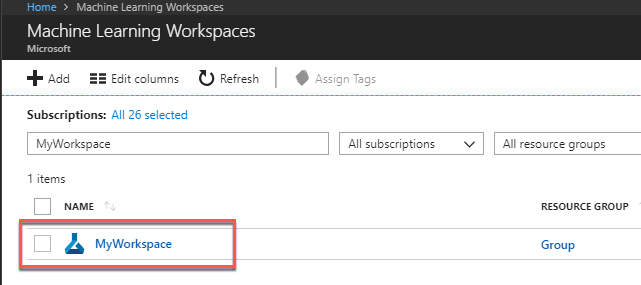 Home > Machine Learning Workspaces
Machine Learning Workspaces
Microsoft
Add Edit columns Refresh Assign Tags
Subscriptions: All 26 selected
MyWorkspace All subscriptions All resource groups
1 items
NAME RESOURCE GROUP
MyWorkspace Group